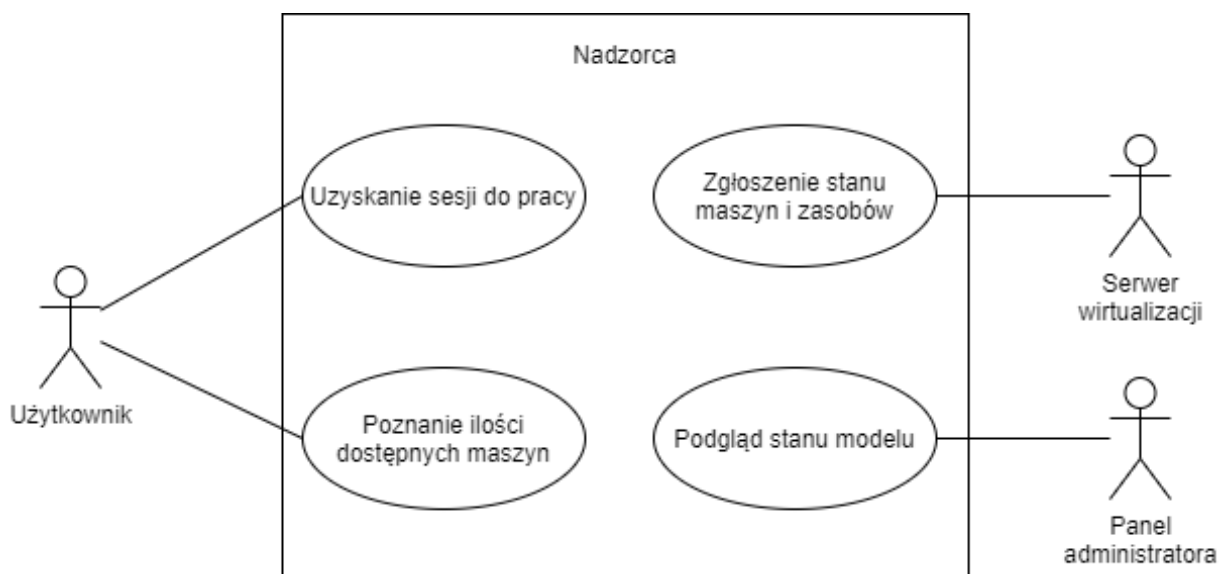 Nadzorca
Uzyskanie sesji do pracy
Zgłoszenie stanu
maszyn i zasobów
Serwer
wirtualizacji
Użytkownik
Poznanie ilości
dostępnych maszyn
Podgląd stanu modelu
Panel
administratora